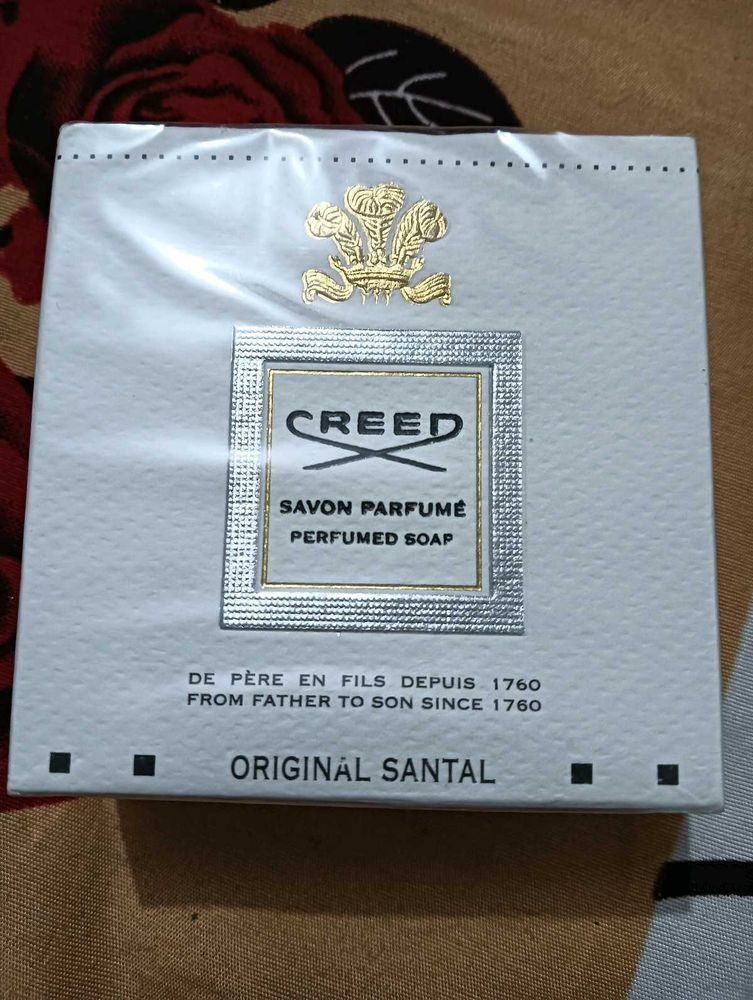 CREED
SAVON PARFUMÉ
PERFUMED SOAP
DE PÈRE EN FILS DEPUIS 1760
FROM FATHER TO SON SINCE 1760
ORIGINAL SANTAL